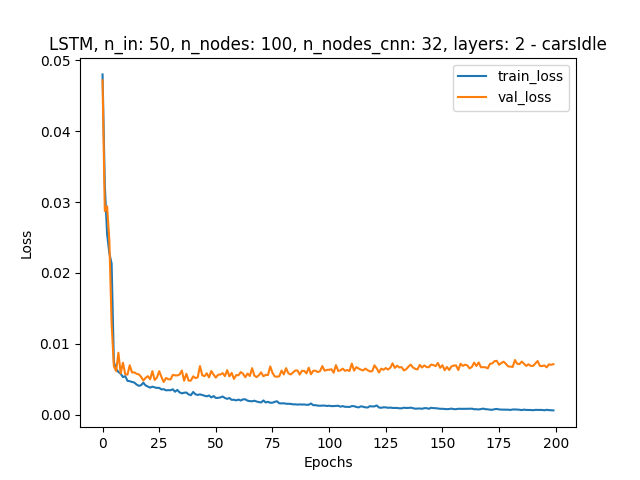 LSTM, n_in: 50, n_nodes: 100, n_nodes_cnn: 32, layers: 2 - carsIdle
train_loss
val_loss
Loss
0.05
0.04
0.03
0.02
0.01
0.00
0 25 50 75 100 125 150 175 200
Epochs